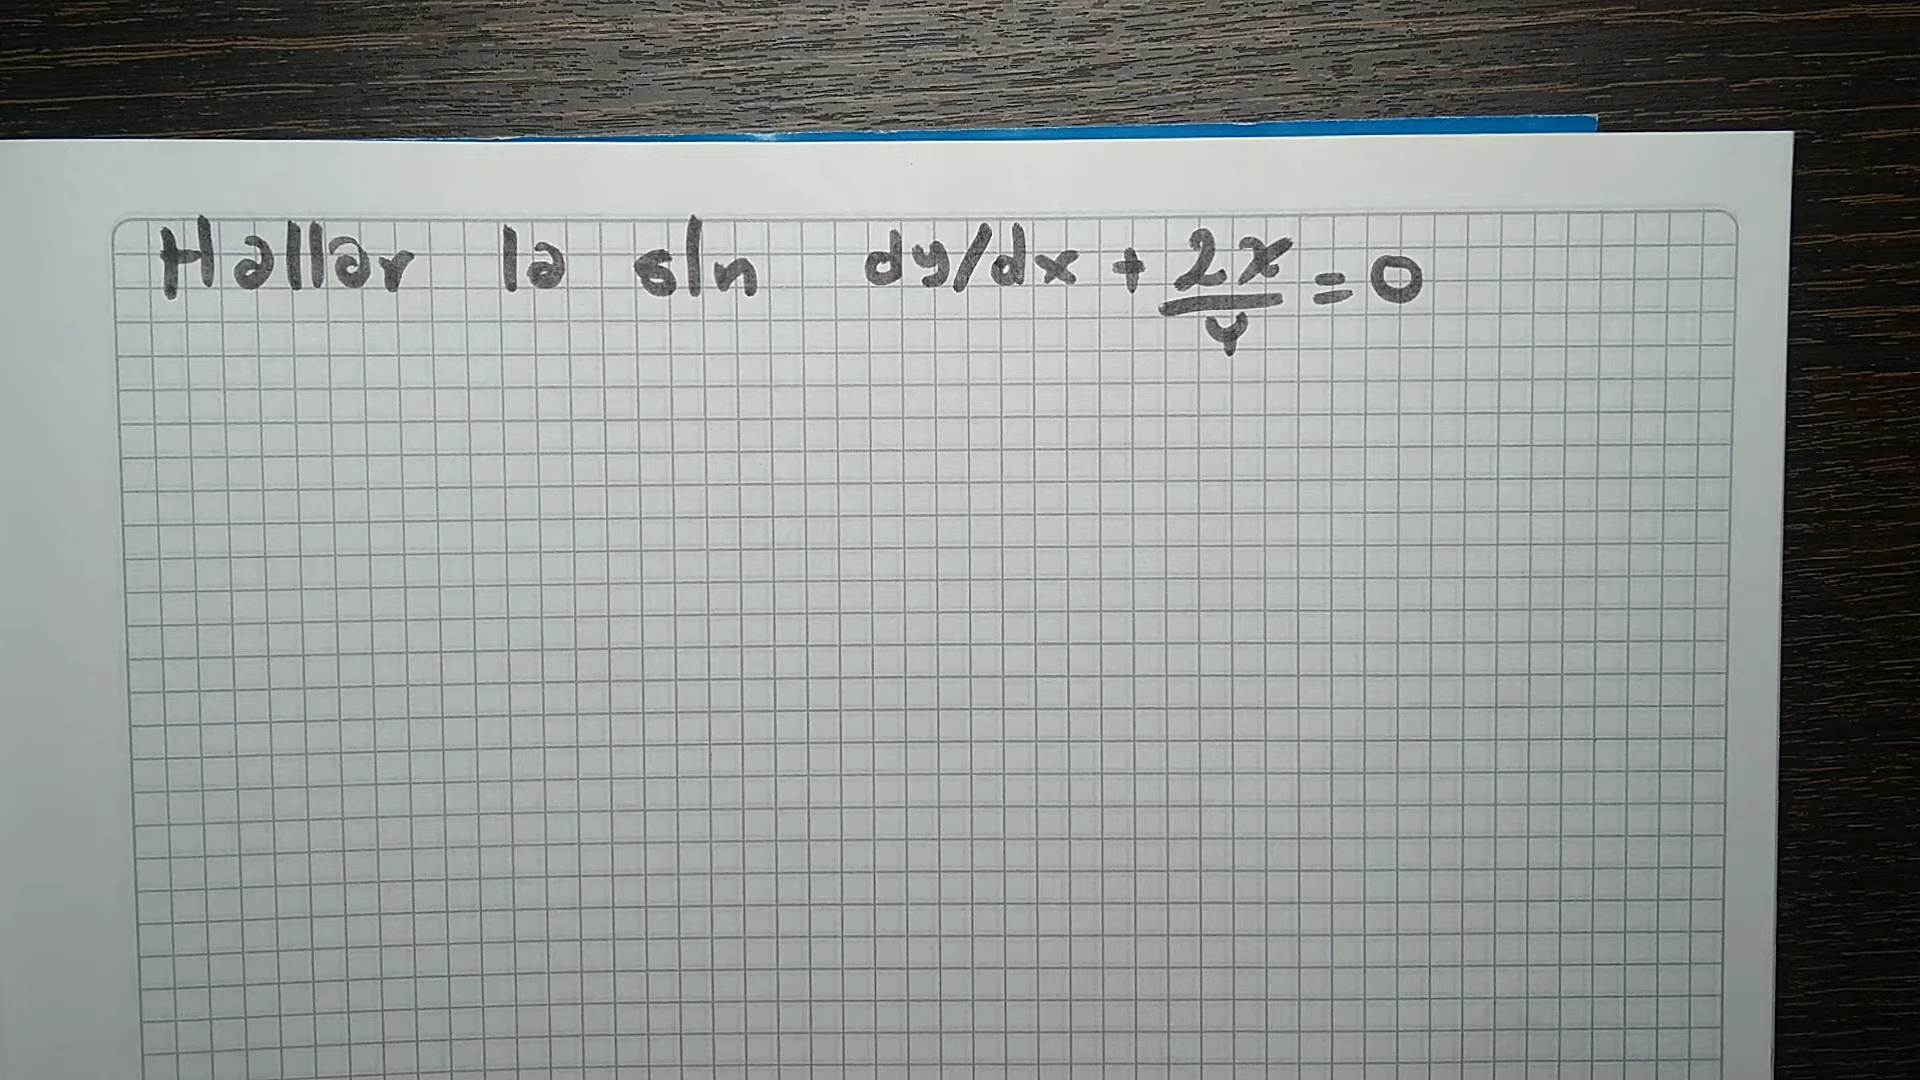 Hallar la sln dy/dx + 2x/y = 0